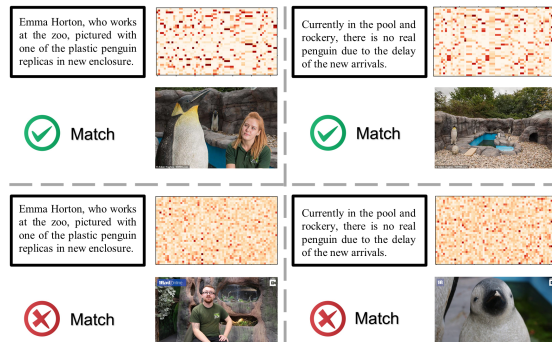 Emma Horton, who works
at the zoo, pictured with
one of the plastic penguin
replicas in new enclosure.
Match
Currently in the pool and
rockery, there is no real
penguin due to the delay
of the new arrivals.
Match
Emma Horton, who works
at the zoo, pictured with
one of the plastic penguin
replicas in new enclosure.
Match
Currently in the pool and
rockery, there is no real
penguin due to the delay
of the new arrivals.
Match